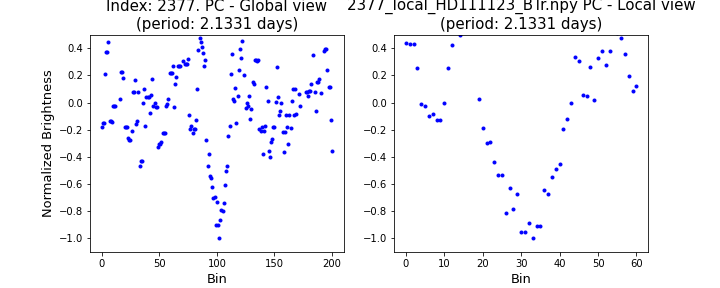 Index: 2377. PC - Global view
(period: 2.1331 days)
2377_local_HD111123_BTr.npy PC - Local view
(period: 2.1331 days)
Normalized Brightness
0.4
0.2
0.0
−0.2
−0.4
−0.6
−0.8
−1.0
0 50 100 150 200
Bin
0.4
0.2
0.0
−0.2
−0.4
−0.6
−0.8
−1.0
0 10 20 30 40 50 60
Bin